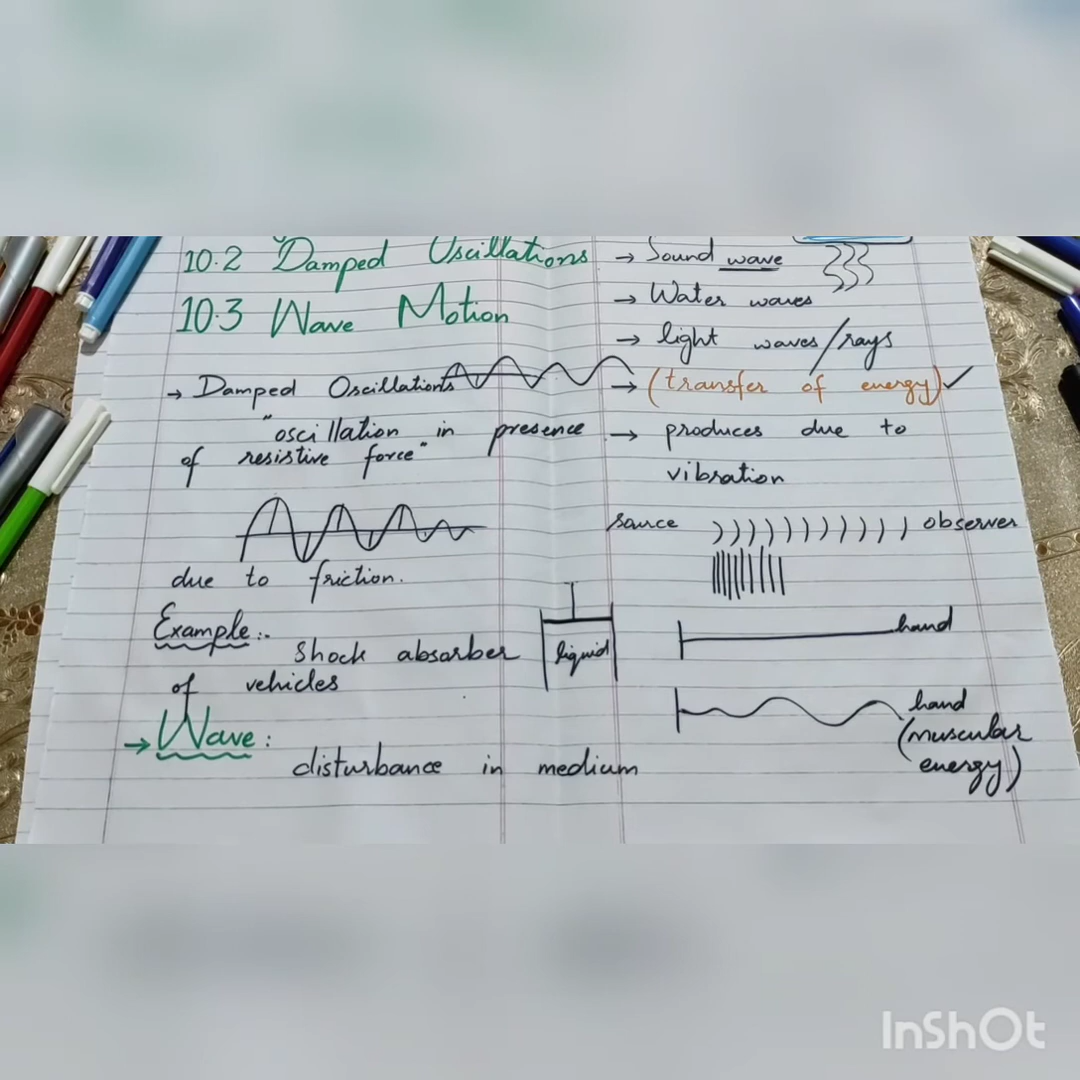 10.2 Damped Oscillations
10.3 Wave Motion
→ Damped Oscillations
"oscillation in presence
of resistive force"
due to friction.
Example:-
Shock absorber
of vehicles
liquid
→ Wave:
disturbance in medium
→ Sound wave
→ Water waves
→ light waves/rays
→ (transfer of energy) ✓
→ produces due to
vibration
source observer
hand
hand
(muscular
energy)
InShOt